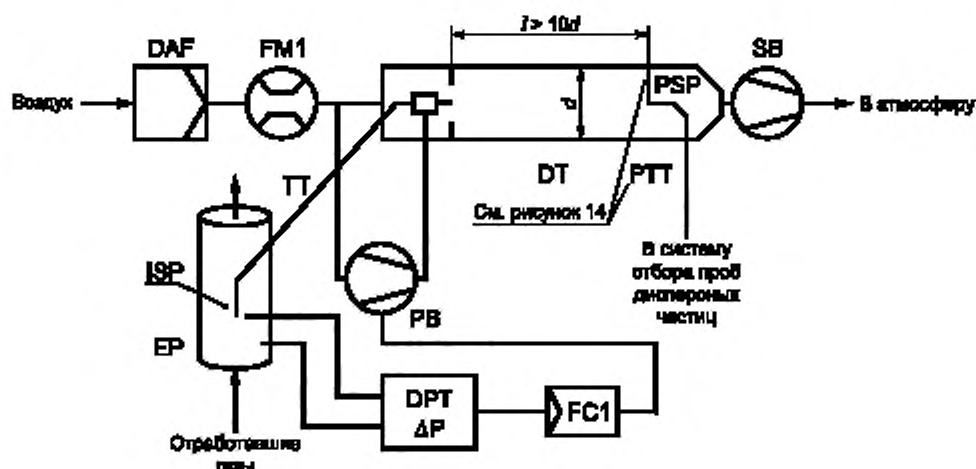 l > 10d
DAF
FM1
SB
Воздух
d
PSP
В атмосферу
TT
DT
PTT
См. рисунок 14
ISP
В систему
отбора проб
дисперсных
частиц
PB
EP
DPT
ΔP
FC1
Отработавшие
газы